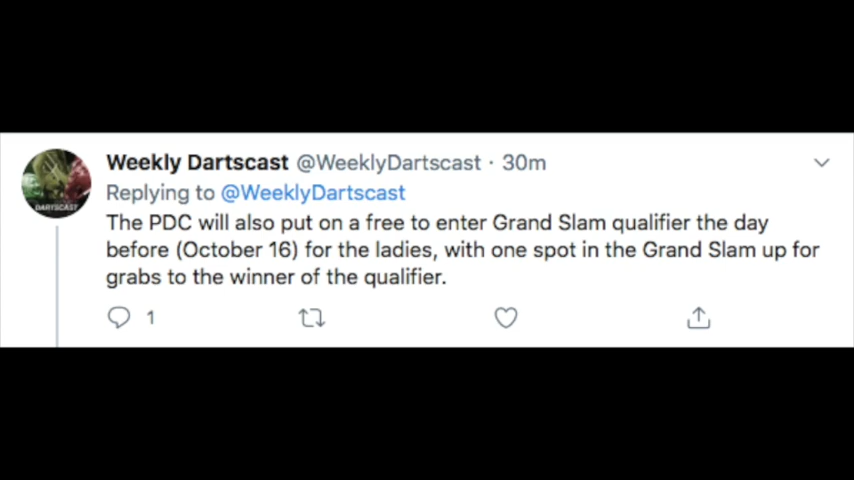 Weekly Dartscast @WeeklyDartscast · 30m
Replying to @WeeklyDartscast
The PDC will also put on a free to enter Grand Slam qualifier the day
before (October 16) for the ladies, with one spot in the Grand Slam up for
grabs to the winner of the qualifier.
1
DARTSCAST